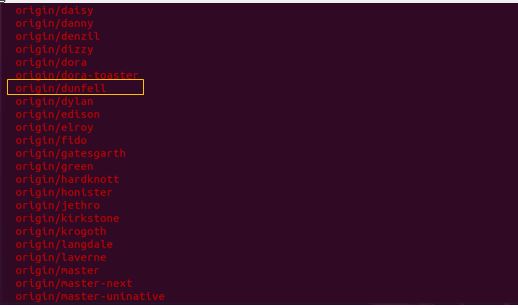 origin/daisy
origin/danny
origin/denzil
origin/dizzy
origin/dora
origin/dora-toaster
origin/dunfell
origin/dylan
origin/edison
origin/elroy
origin/fido
origin/gatesgarth
origin/green
origin/hardknott
origin/honister
origin/jethro
origin/kirkstone
origin/krogoth
origin/langdale
origin/laverne
origin/master
origin/master-next
origin/master-uninative